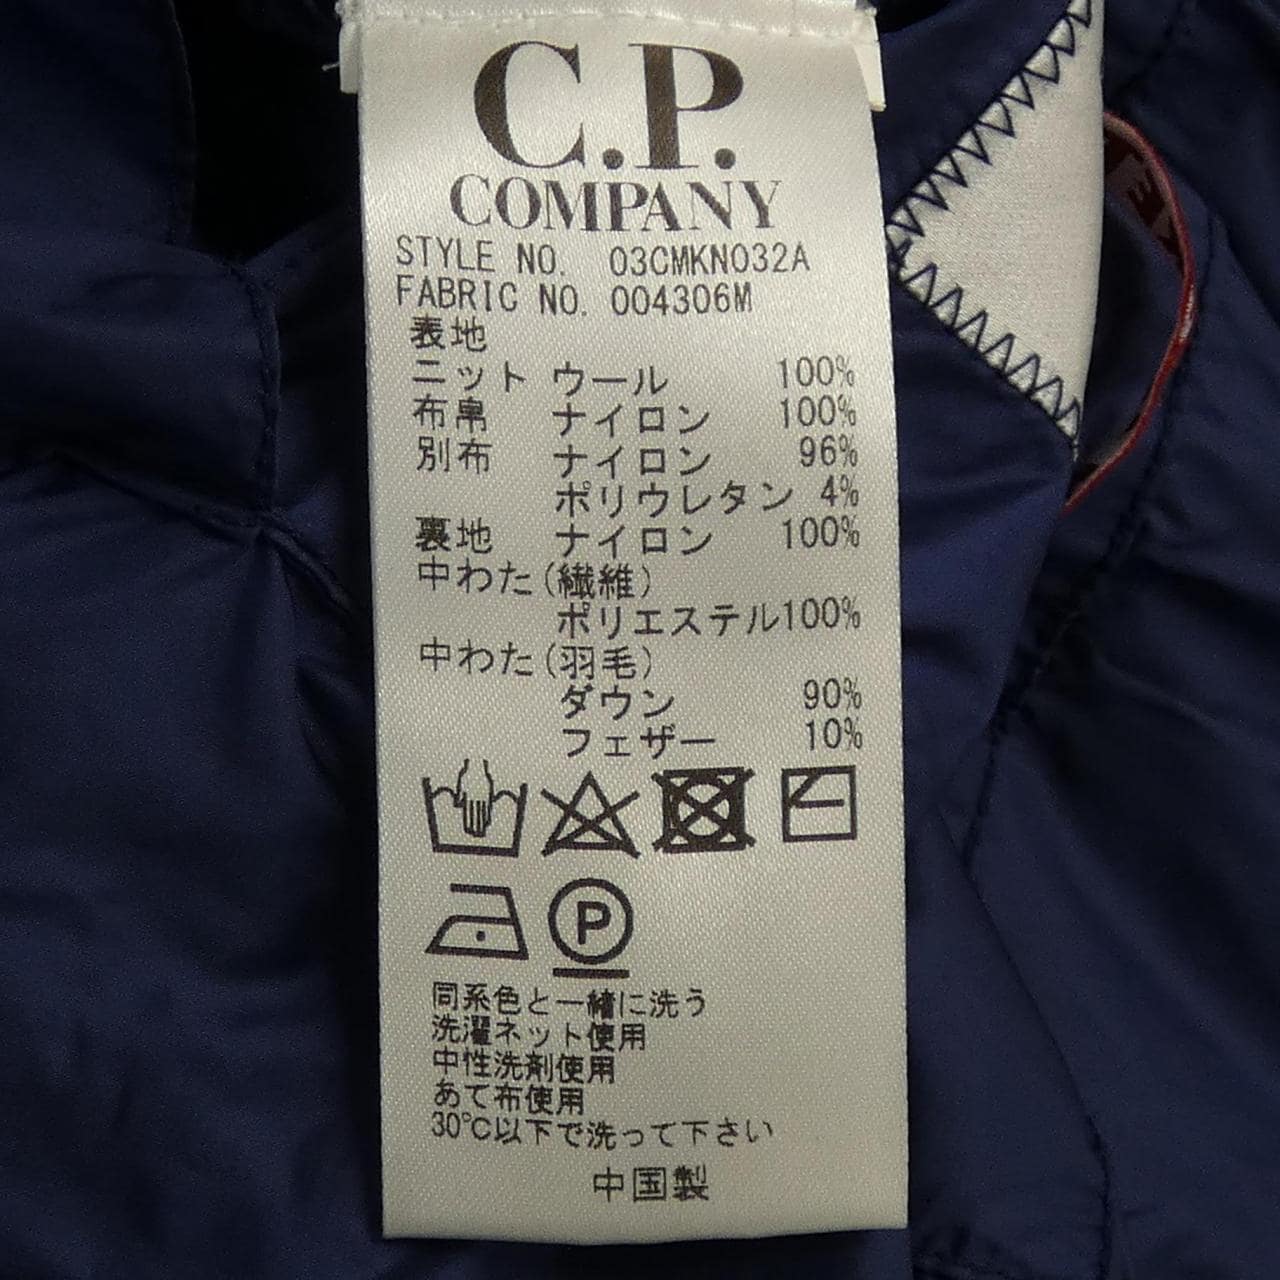 C.P.
COMPANY
STYLE NO. 03CMKN032A
FABRIC NO. 004306M
表地
ニット ウール 100%
布帛 ナイロン 100%
別布 ナイロン 96%
ポリウレタン 4%
裏地 ナイロン 100%
中わた(繊維)
ポリエステル100%
中わた(羽毛)
ダウン 90%
フェザー 10%
P
同系色と一緒に洗う
洗濯ネット使用
中性洗剤使用
あて布使用
30℃以下で洗って下さい
中国製